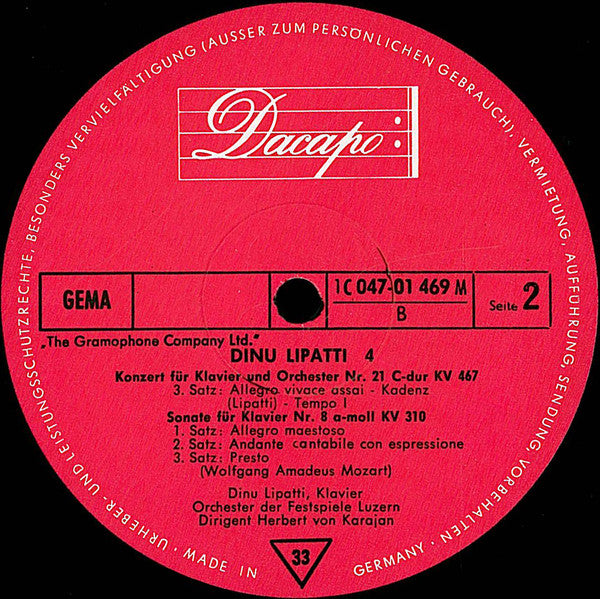 URHEBER- UND LEISTUNGSSCHUTZRECHTE, BESONDERS VERVIELFÄLTIGUNG (AUSSER ZUM PERSÖNLICHEN GEBRAUCH), VERMIETUNG, AUFFÜHRUNG, SENDUNG VORBEHALTEN · MADE IN GERMANY ·
Dacapo
GEMA
1C 047-01 469 M
B
Seite 2
„The Gramophone Company Ltd.“
DINU LIPATTI 4
Konzert für Klavier und Orchester Nr. 21 C-dur KV 467
3. Satz: Allegro vivace assai - Kadenz
(Lipatti) - Tempo I
Sonate für Klavier Nr. 8 a-moll KV 310
1. Satz: Allegro maestoso
2. Satz: Andante cantabile con espressione
3. Satz: Presto
(Wolfgang Amadeus Mozart)
Dinu Lipatti, Klavier
Orchester der Festspiele Luzern
Dirigent Herbert von Karajan
33